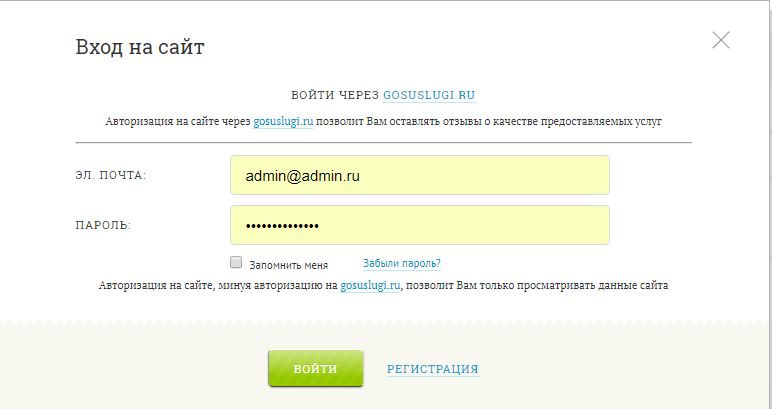 Вход на сайт
ВОЙТИ ЧЕРЕЗ GOSUSLUGI.RU
Авторизация на сайте через gosuslugi.ru позволит Вам оставлять отзывы о качестве предоставляемых услуг
ЭЛ. ПОЧТА: admin@admin.ru
ПАРОЛЬ: ••••••••••••••
Запомнить меня Забыли пароль?
Авторизация на сайте, минуя авторизацию на gosuslugi.ru, позволит Вам только просматривать данные сайта
ВОЙТИ РЕГИСТРАЦИЯ